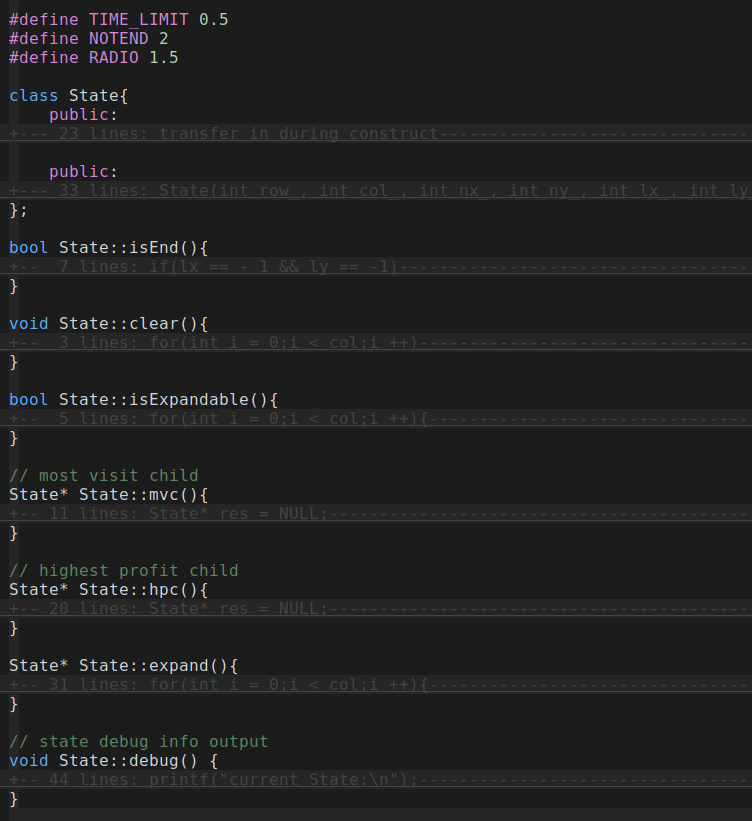 #define TIME_LIMIT 0.5
#define NOTEND 2
#define RADIO 1.5
class State{
public:
+--- 23 lines: transfer in during construct-------------------------------
public:
+--- 33 lines: State(int row_, int col_, int nx_, int ny_, int lx_, int ly
};
bool State::isEnd(){
+--  7 lines: if(lx == - 1 && ly == -1)-----------------------------------
}
void State::clear(){
+--  3 lines: for(int i = 0;i < col;i ++)---------------------------------
}
bool State::isExpandable(){
+--  5 lines: for(int i = 0;i < col;i ++){--------------------------------
}
// most visit child
State* State::mvc(){
+-- 11 lines: State* res = NULL;------------------------------------------
}
// highest profit child
State* State::hpc(){
+-- 20 lines: State* res = NULL;------------------------------------------
}
State* State::expand(){
+-- 31 lines: for(int i = 0;i < col;i ++){--------------------------------
}
// state debug info output
void State::debug() {
+-- 44 lines: printf("current State:\n");---------------------------------
}